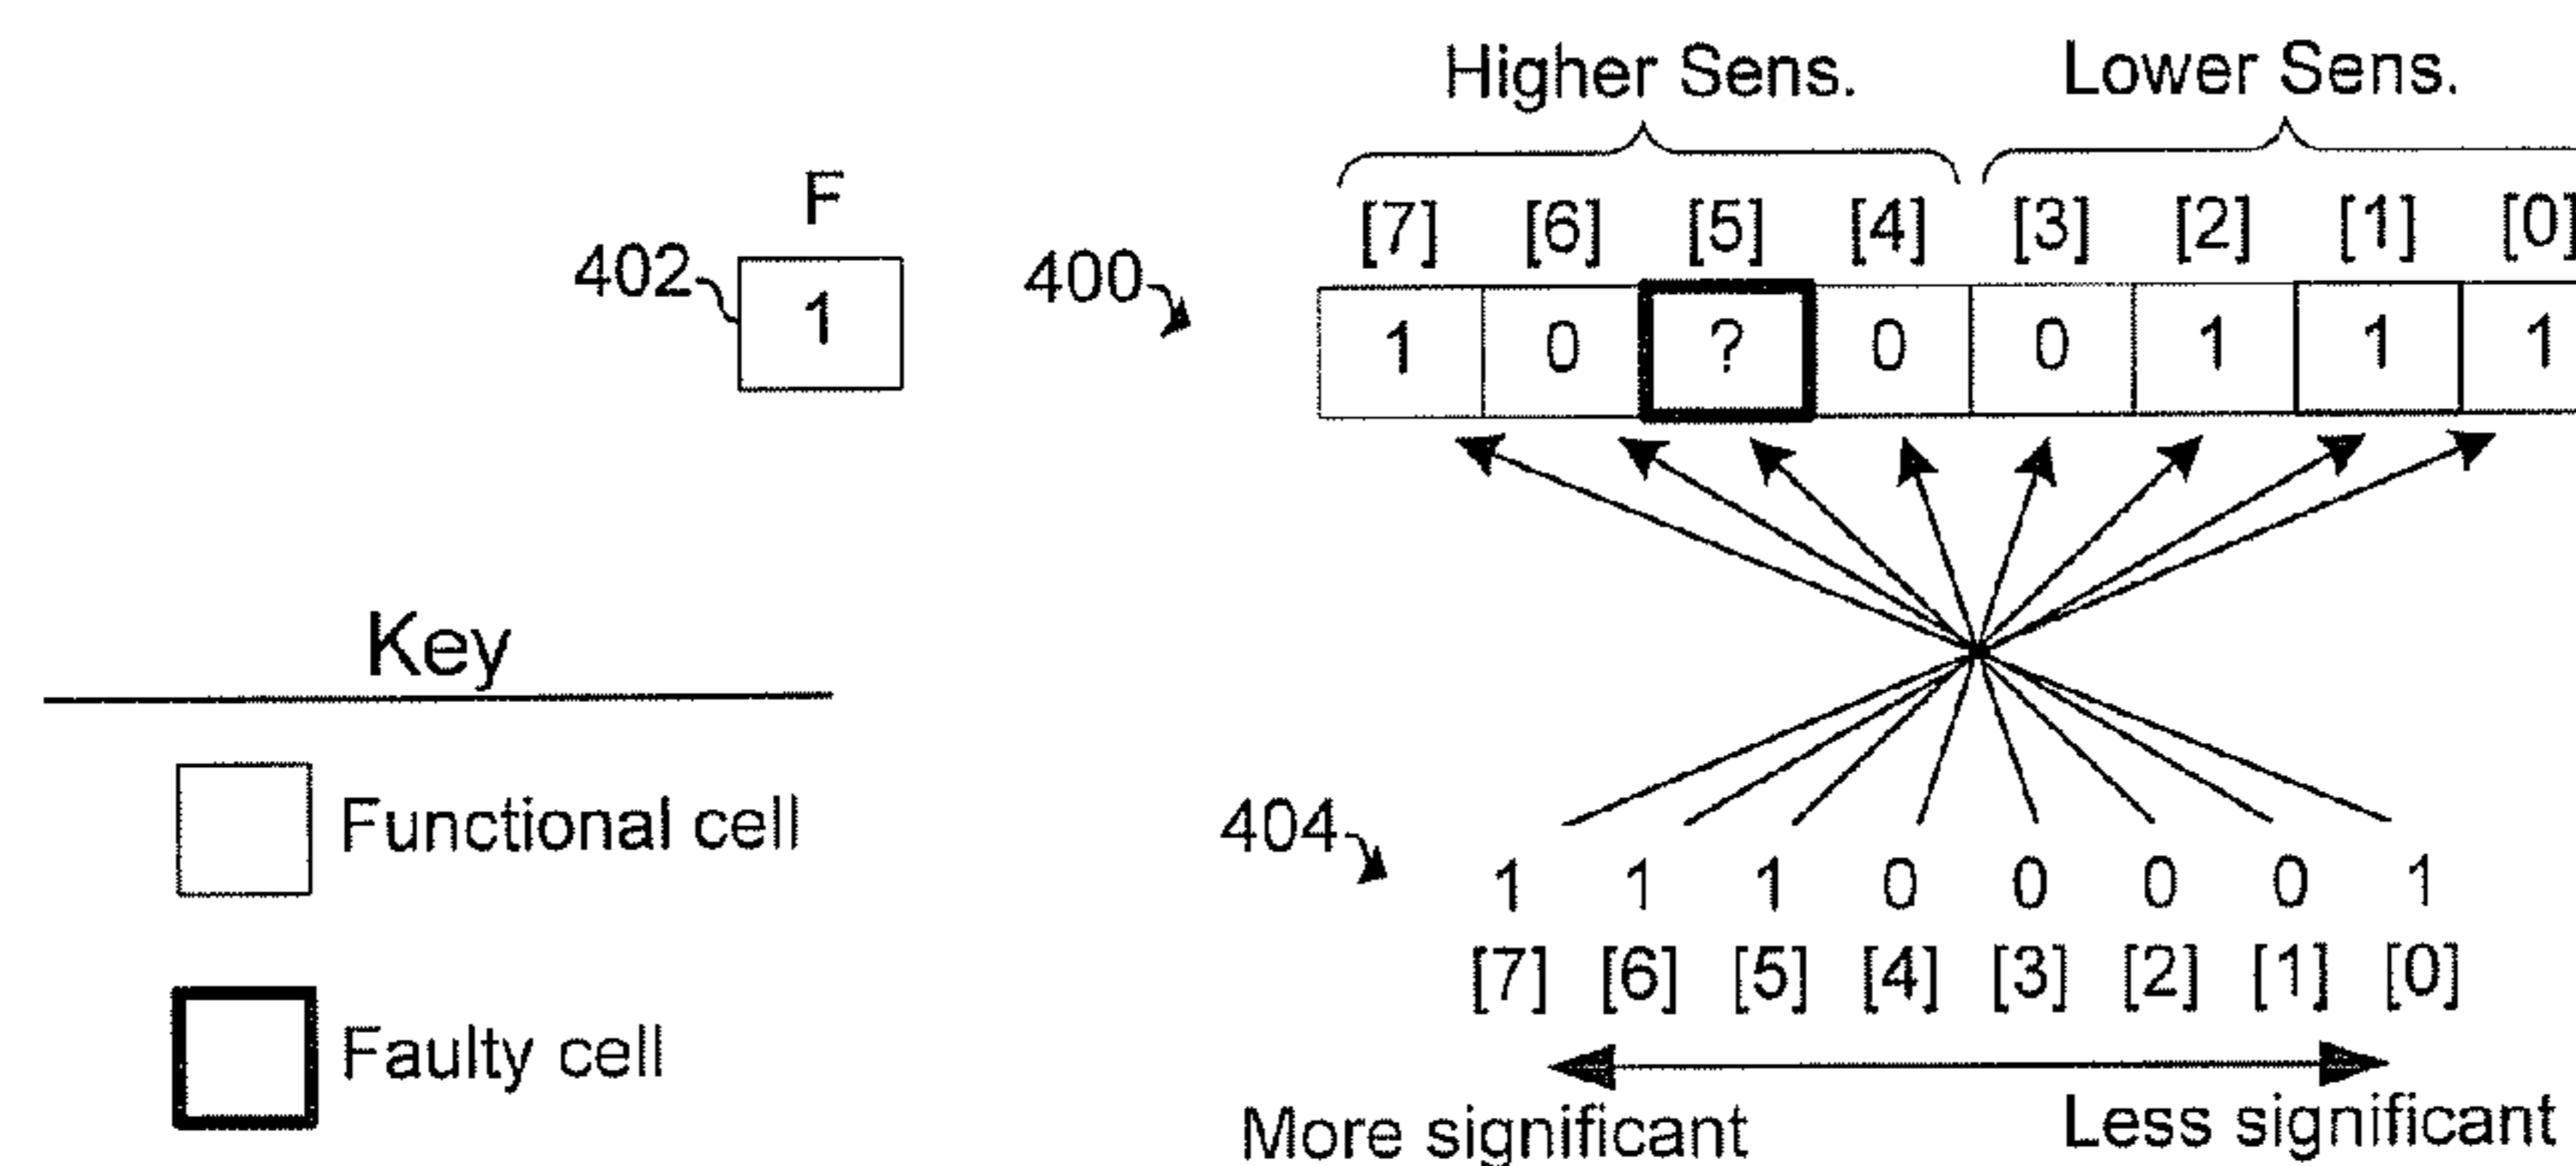 Higher Sens. Lower Sens.
F
[7] [6] [5] [4] [3] [2] [1] [0]
402 1 400 1 0 ? 0 0 1 1 1
Key
Functional cell
404 1 1 1 0 0 0 0 1
[7] [6] [5] [4] [3] [2] [1] [0]
Faulty cell
More significant Less significant